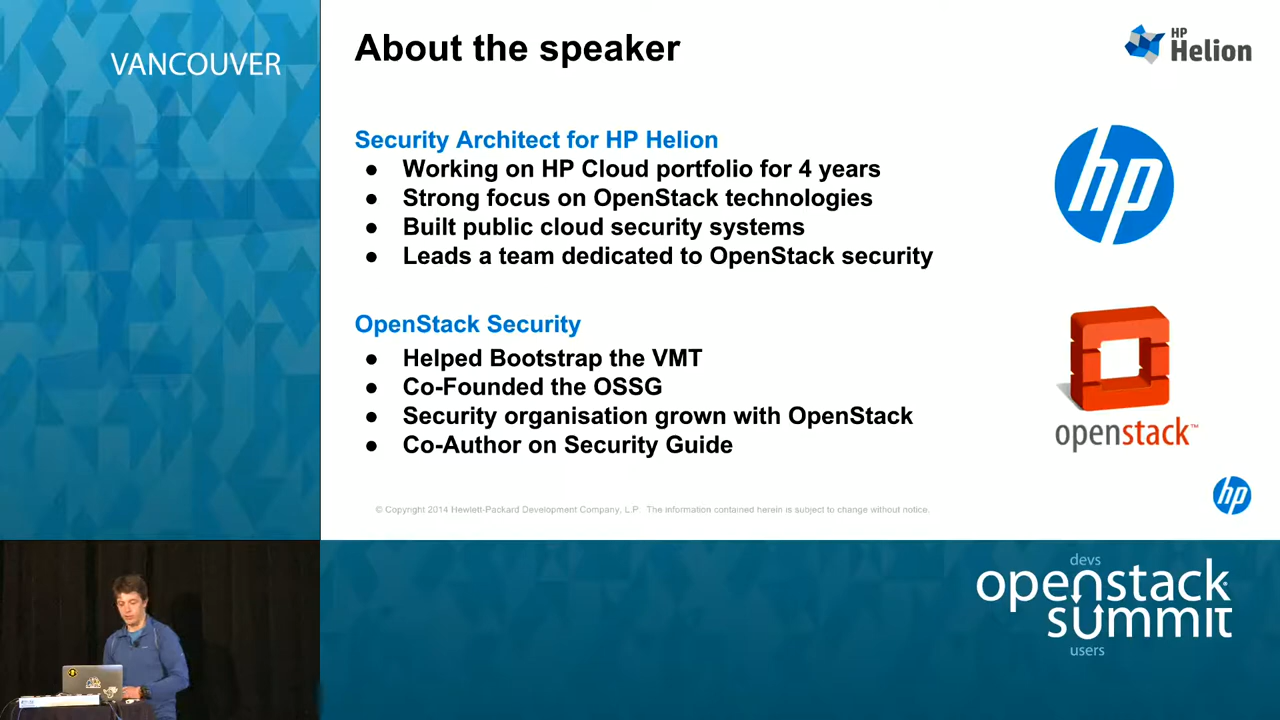 VANCOUVER
About the speaker
HP
Helion
Security Architect for HP Helion
● Working on HP Cloud portfolio for 4 years
● Strong focus on OpenStack technologies
● Built public cloud security systems
● Leads a team dedicated to OpenStack security
hp
OpenStack Security
● Helped Bootstrap the VMT
● Co-Founded the OSSG
● Security organisation grown with OpenStack
● Co-Author on Security Guide
openstack™
hp
© Copyright 2014 Hewlett-Packard Development Company, L.P The information contained herein is subject to change without notice.
devs
openstack
summit
users